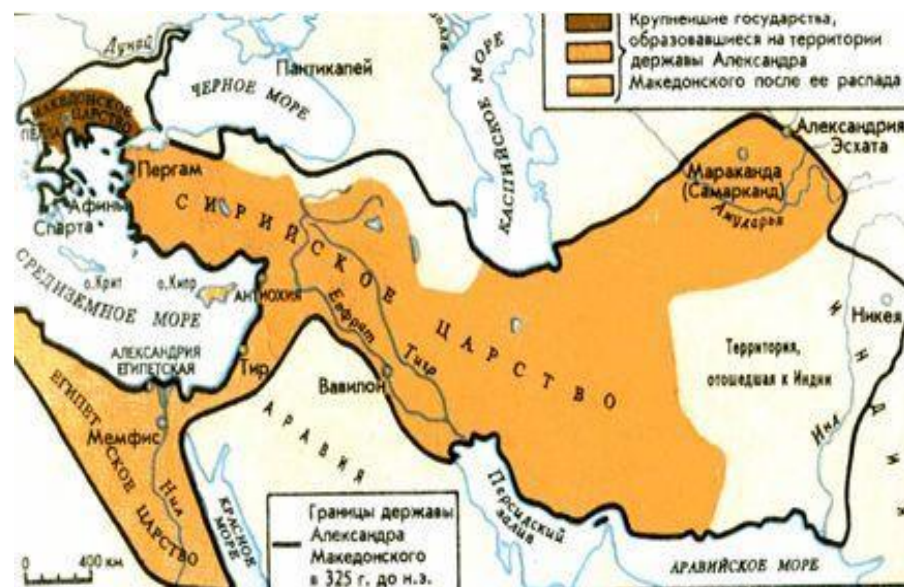 Крупнейшие государства,
образовавшиеся на территории
державы Александра
Македонского после ее распада
Дунай
Пантикапей
ЧЕРНОЕ МОРЕ
КАСПИЙСКОЕ МОРЕ
МАКЕДОНСКОЕ
ЦАРСТВО
Александрия
Эсхата
Мараканда
(Самарканд)
Амударья
Пергам
СИРИЙСКОЕ ЦАРСТВО
Афины
Спарта
СРЕДИЗЕМНОЕ МОРЕ
о.Крит
о.Кипр
АНТИОХИЯ
Евфрат
Тигр
Никея
ИНДИЯ
Территория,
отошедшая к Индии
Инд
АЛЕКСАНДРИЯ
ЕГИПЕТСКАЯ
Тир
Вавилон
ЕГИПЕТСКОЕ ЦАРСТВО
Мемфис
Нил
АРАВИЯ
КРАСНОЕ
МОРЕ
Персидский
залив
АРАВИЙСКОЕ МОРЕ
Границы державы
Александра
Македонского
в 325 г. до н.э.
0 400 км